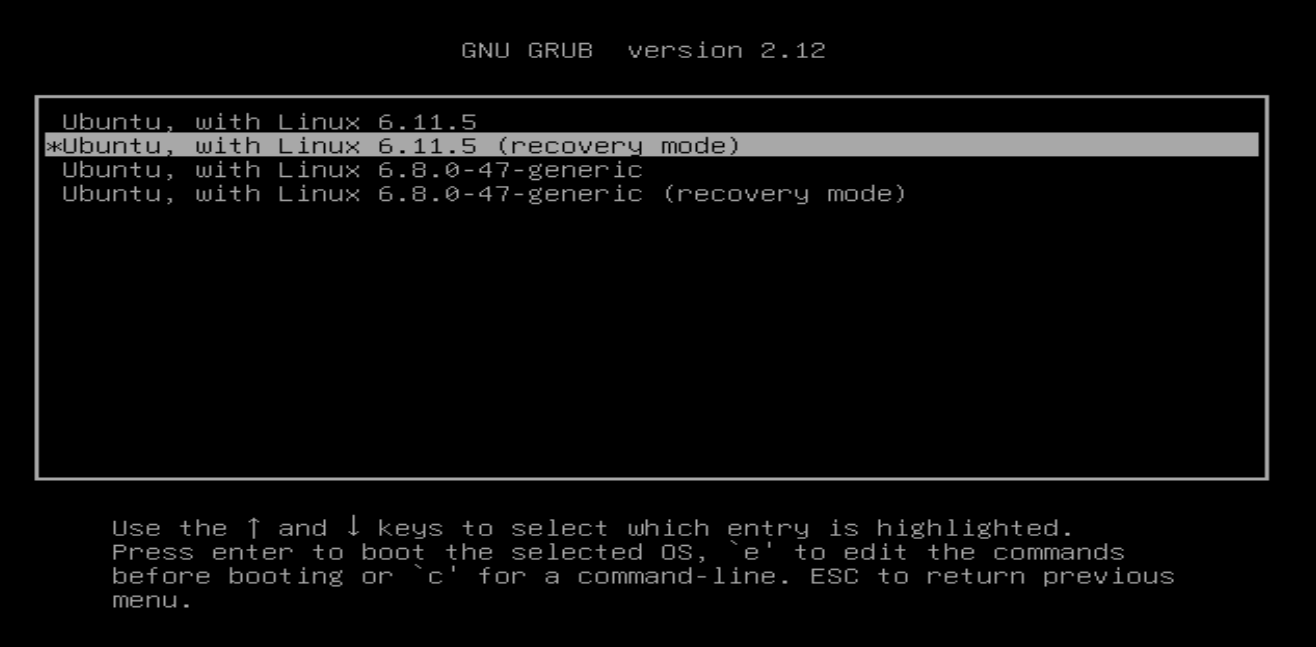 GNU GRUB  version 2.12
Ubuntu, with Linux 6.11.5
*Ubuntu, with Linux 6.11.5 (recovery mode)
Ubuntu, with Linux 6.8.0-47-generic
Ubuntu, with Linux 6.8.0-47-generic (recovery mode)
Use the ↑ and ↓ keys to select which entry is highlighted.
Press enter to boot the selected OS, `e' to edit the commands
before booting or `c' for a command-line. ESC to return previous
menu.